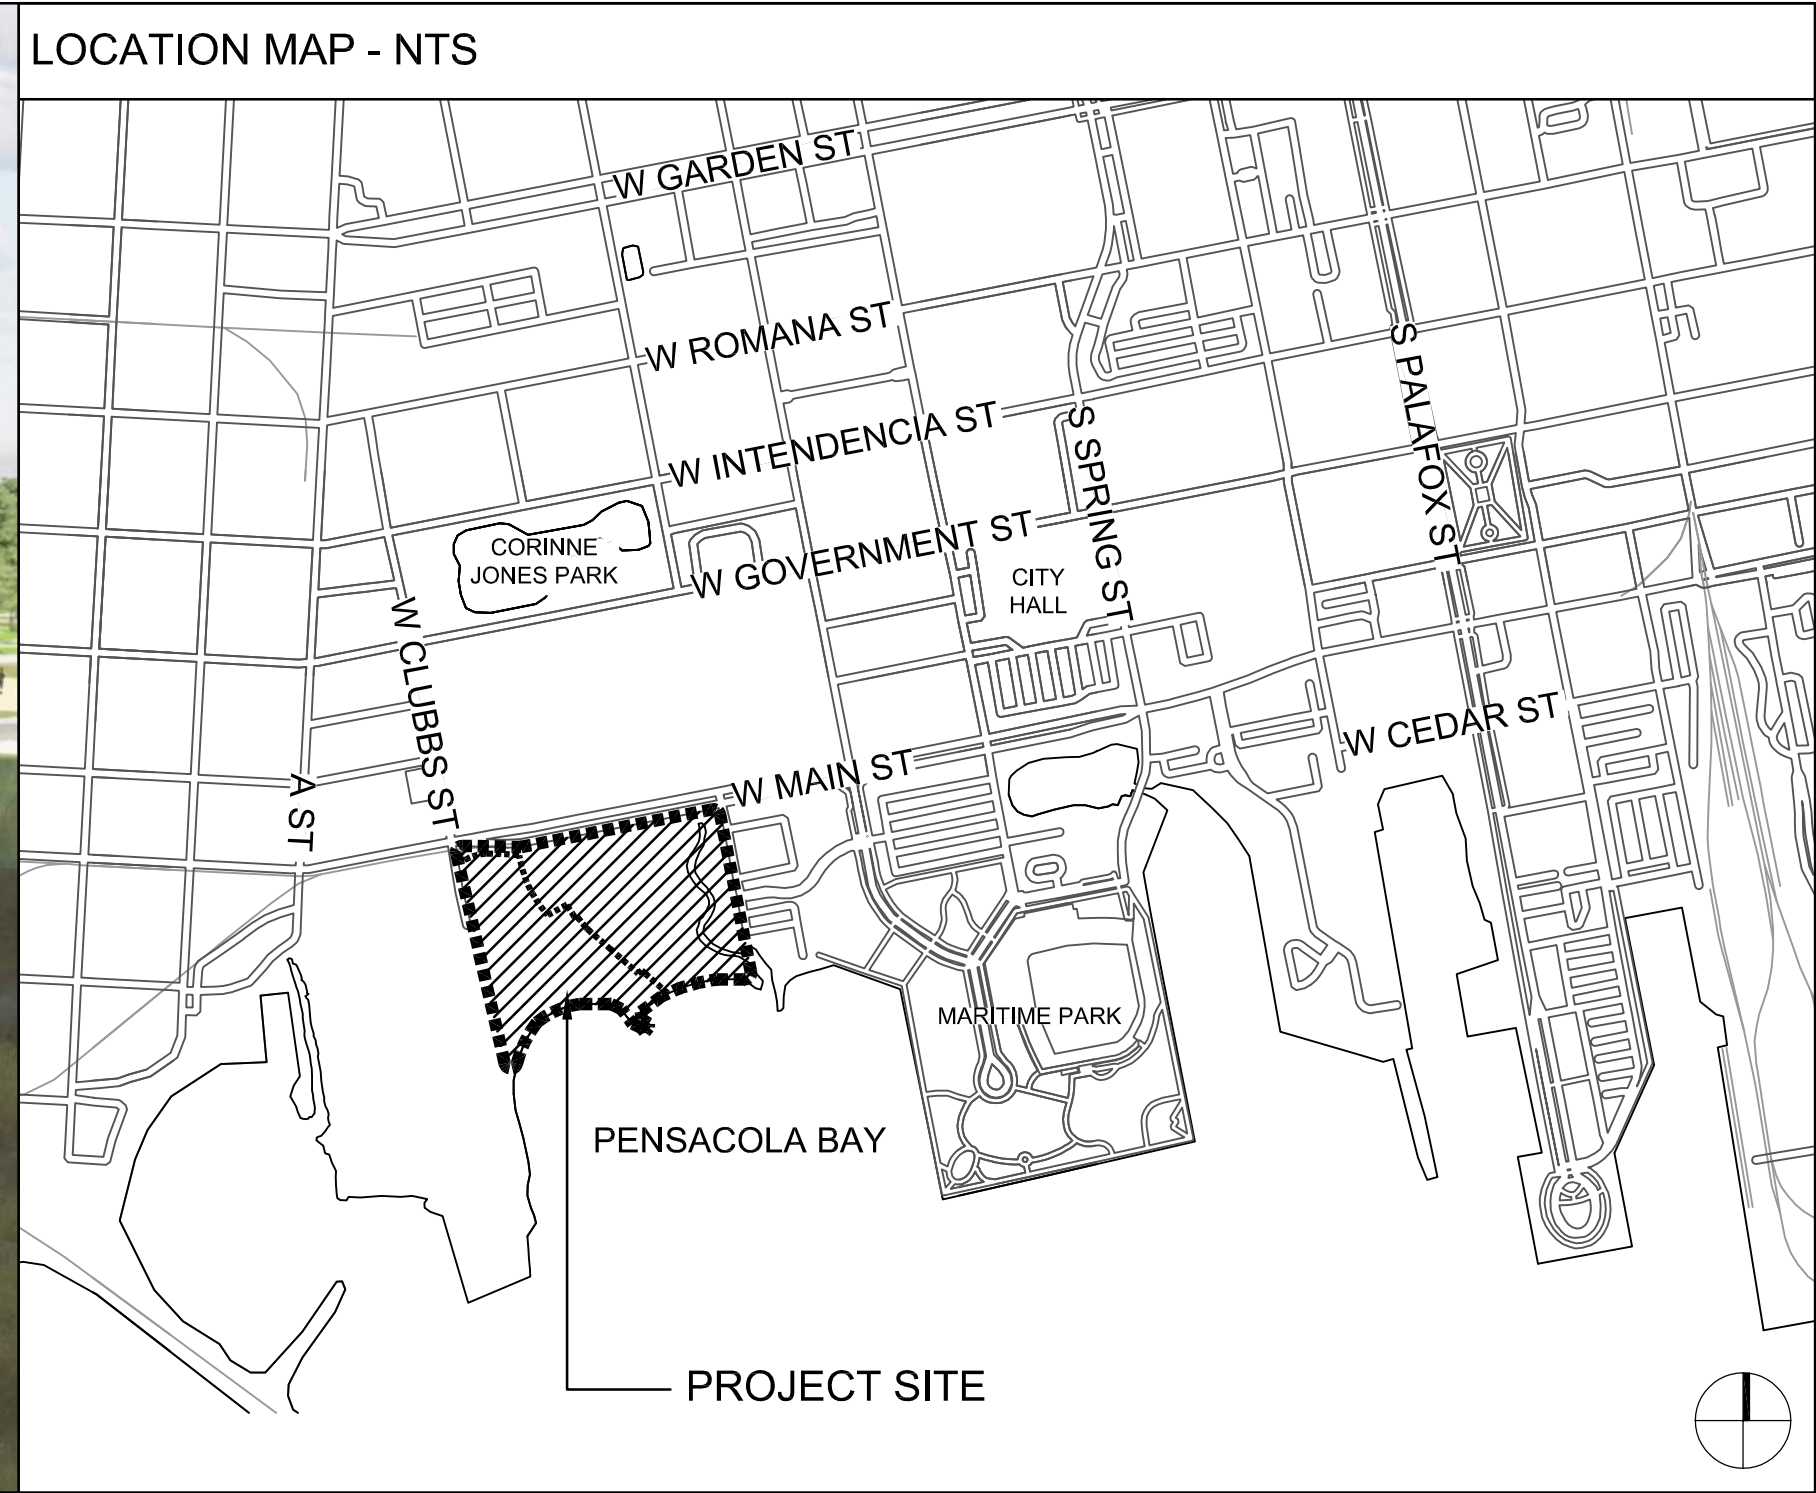 LOCATION MAP - NTS
W GARDEN ST
W ROMANA ST
S PALAFOX ST
W INTENDENCIA ST
S SPRING ST
W GOVERNMENT ST
CORINNE
JONES PARK
CITY
HALL
W CLUBBS ST
W CEDAR ST
W MAIN ST
A ST
MARITIME PARK
PENSACOLA BAY
PROJECT SITE